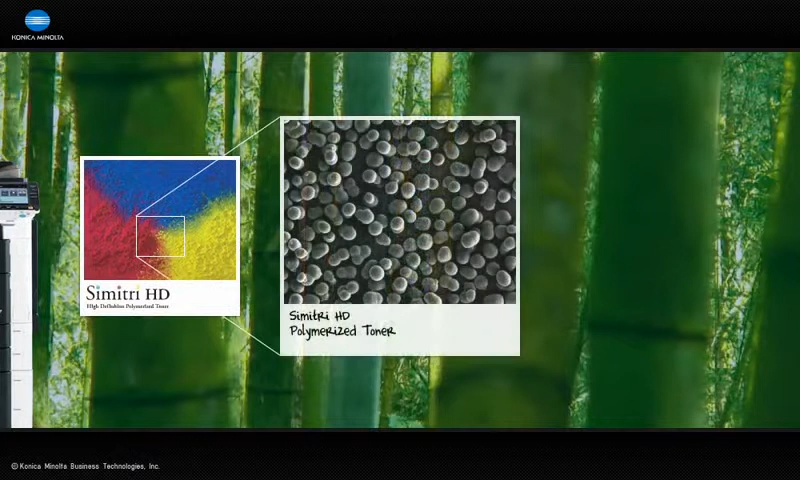 KONICA MINOLTA
Simitri HD
High Definition Polymerized Toner
Simitri HD
Polymerized Toner
© Konica Minolta Business Technologies, Inc.